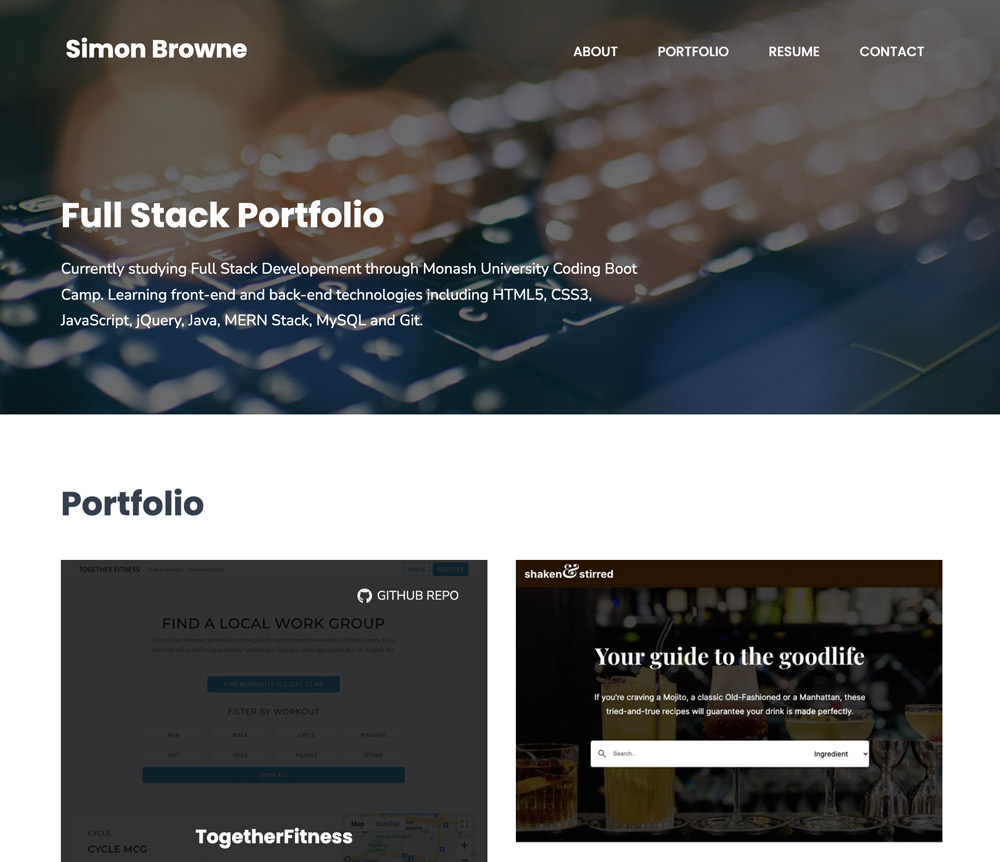 Simon Browne
ABOUT PORTFOLIO RESUME CONTACT
Full Stack Portfolio
Currently studying Full Stack Developement through Monash University Coding Boot
Camp. Learning front-end and back-end technologies including HTML5, CSS3,
JavaScript, jQuery, Java, MERN Stack, MySQL and Git.
Portfolio
TOGETHER FITNESS
LOGIN REGISTER
GITHUB REPO
FIND A LOCAL WORK GROUP
FIND WORKOUTS CLOSEST TO ME
FILTER BY WORKOUT
RUN WALK CYCLE WEIGHTS
HIIT YOGA PILATES OTHER
SHOW ALL
CYCLE
CYCLE MCG
Map Satellite
TogetherFitness
shaken&stirred
Your guide to the goodlife
If you're craving a Mojito, a classic Old-Fashioned or a Manhattan, these
tried-and-true recipes will guarantee your drink is made perfectly.
Search.. Ingredient